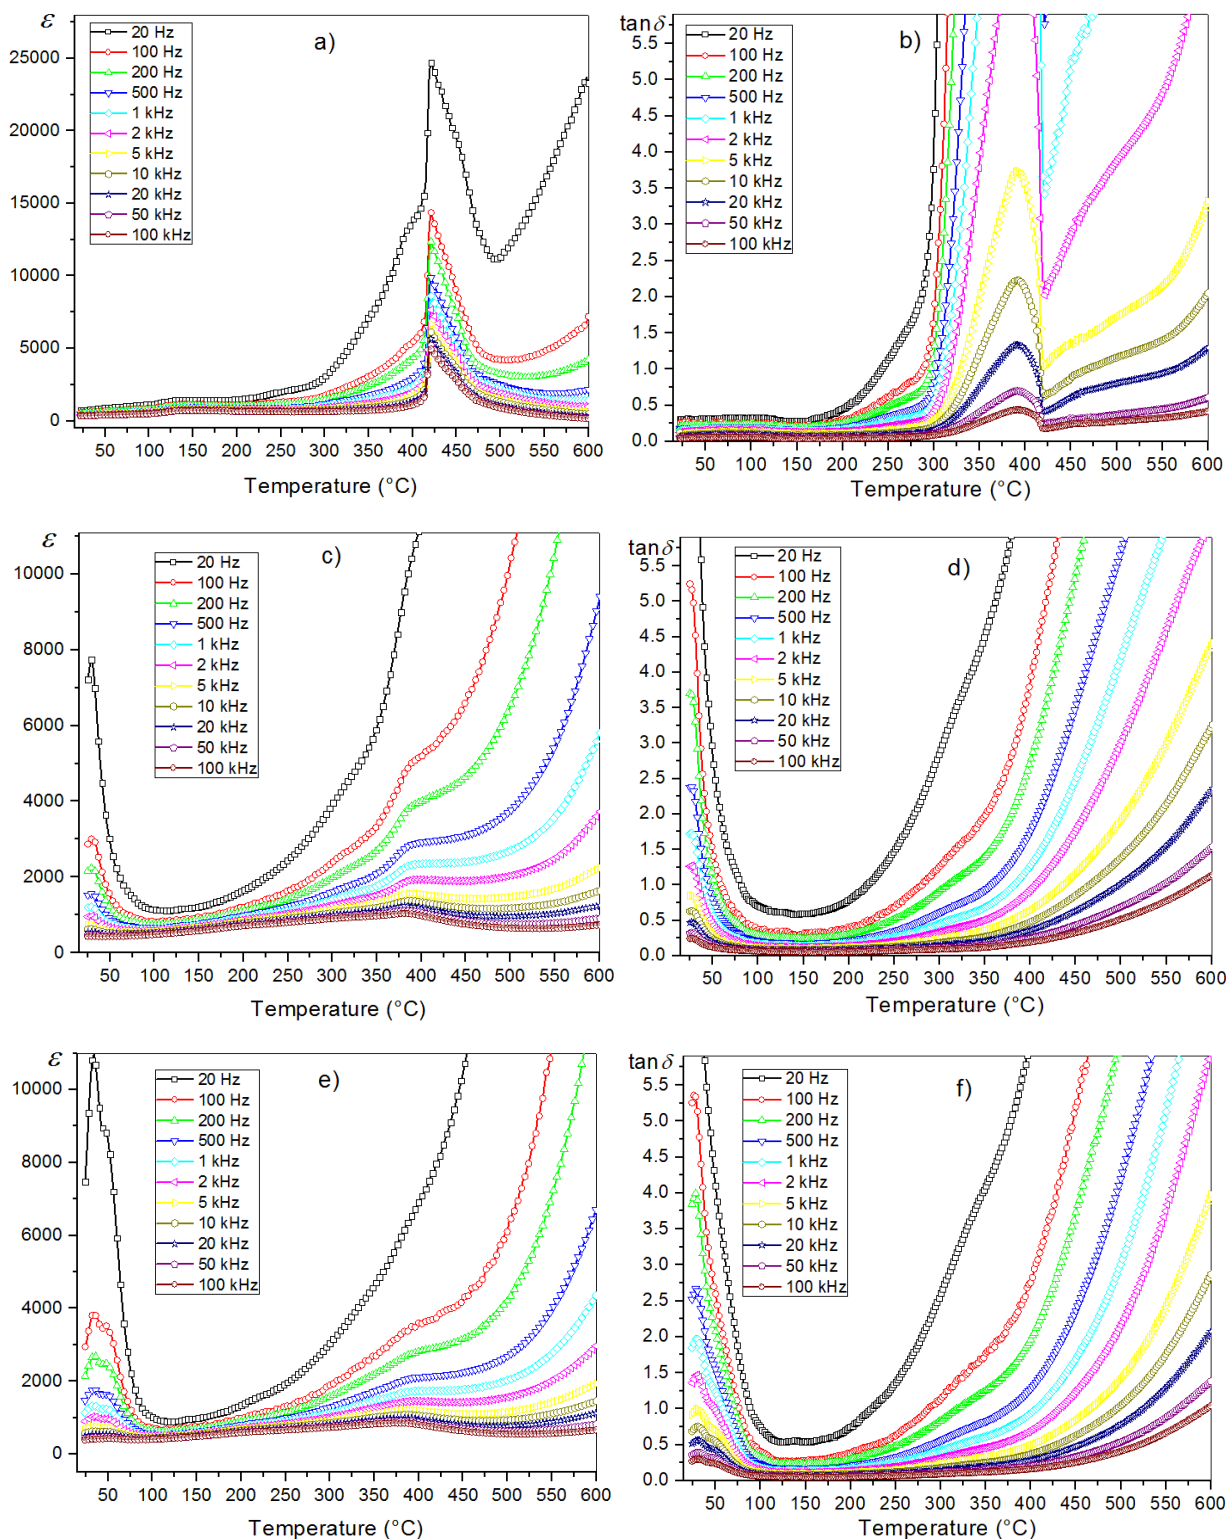 ε
a)
20 Hz
100 Hz
200 Hz
500 Hz
1 kHz
2 kHz
5 kHz
10 kHz
20 kHz
50 kHz
100 kHz
25000
20000
15000
10000
5000
0
50 100 150 200 250 300 350 400 450 500 550 600
Temperature (°C)
tan δ
b)
20 Hz
100 Hz
200 Hz
500 Hz
1 kHz
2 kHz
5 kHz
10 kHz
20 kHz
50 kHz
100 kHz
5.5
5.0
4.5
4.0
3.5
3.0
2.5
2.0
1.5
1.0
0.5
0.0
50 100 150 200 250 300 350 400 450 500 550 600
Temperature (°C)
ε
c)
20 Hz
100 Hz
200 Hz
500 Hz
1 kHz
2 kHz
5 kHz
10 kHz
20 kHz
50 kHz
100 kHz
10000
8000
6000
4000
2000
0
50 100 150 200 250 300 350 400 450 500 550 600
Temperature (°C)
tan δ
d)
20 Hz
100 Hz
200 Hz
500 Hz
1 kHz
2 kHz
5 kHz
10 kHz
20 kHz
50 kHz
100 kHz
5.5
5.0
4.5
4.0
3.5
3.0
2.5
2.0
1.5
1.0
0.5
0.0
50 100 150 200 250 300 350 400 450 500 550 600
Temperature (°C)
ε
e)
20 Hz
100 Hz
200 Hz
500 Hz
1 kHz
2 kHz
5 kHz
10 kHz
20 kHz
50 kHz
100 kHz
10000
8000
6000
4000
2000
0
50 100 150 200 250 300 350 400 450 500 550 600
Temperature (°C)
tan δ
f)
20 Hz
100 Hz
200 Hz
500 Hz
1 kHz
2 kHz
5 kHz
10 kHz
20 kHz
50 kHz
100 kHz
5.5
5.0
4.5
4.0
3.5
3.0
2.5
2.0
1.5
1.0
0.5
0.0
50 100 150 200 250 300 350 400 450 500 550 600
Temperature (°C)